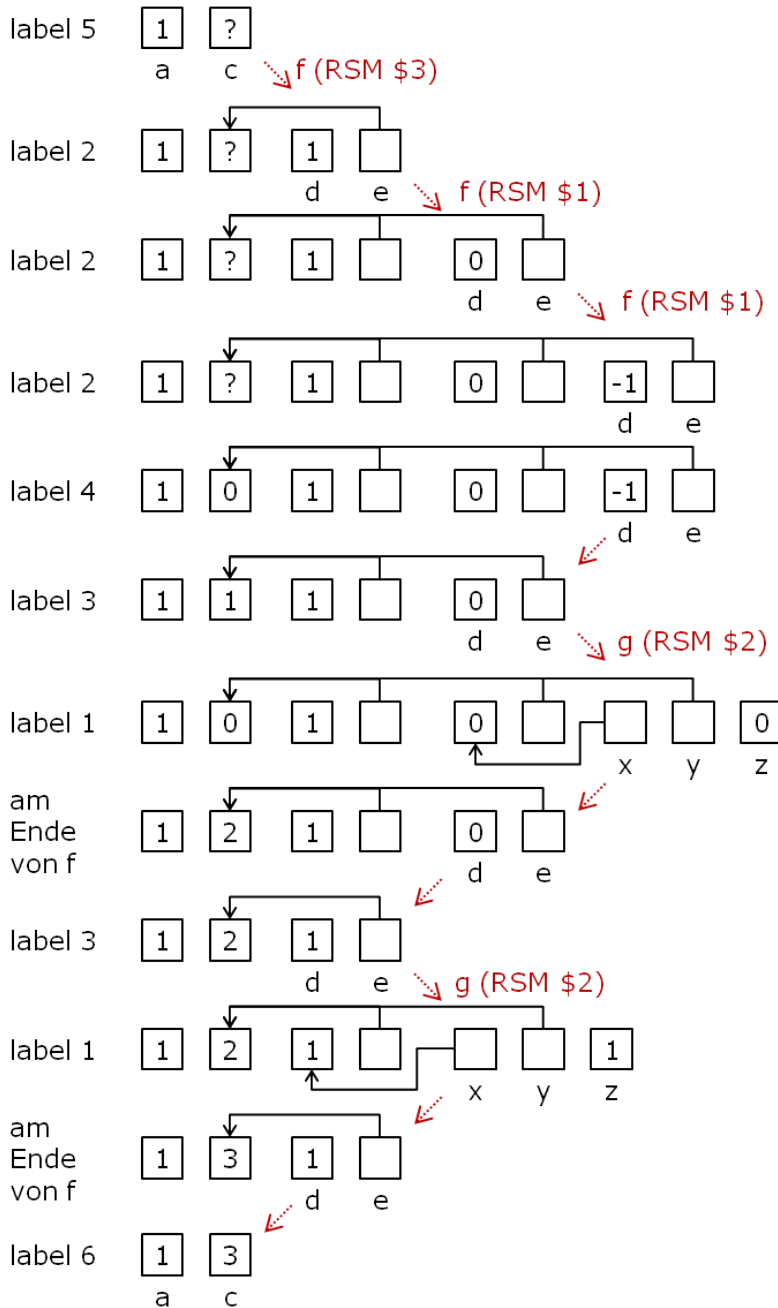 label 5 1 ?
a c f (RSM $3)
label 2 1 ? 1
d e f (RSM $1)
label 2 1 ? 1 0
d e f (RSM $1)
label 2 1 ? 1 0 -1
d e
label 4 1 0 1 0 -1
d e
label 3 1 1 1 0
d e g (RSM $2)
label 1 1 0 1 0 0
x y z
am
Ende 1 2 1 0
von f
d e
label 3 1 2 1
d e g (RSM $2)
label 1 1 2 1 1
x y z
am
Ende 1 3 1
von f
d e
label 6 1 3
a c